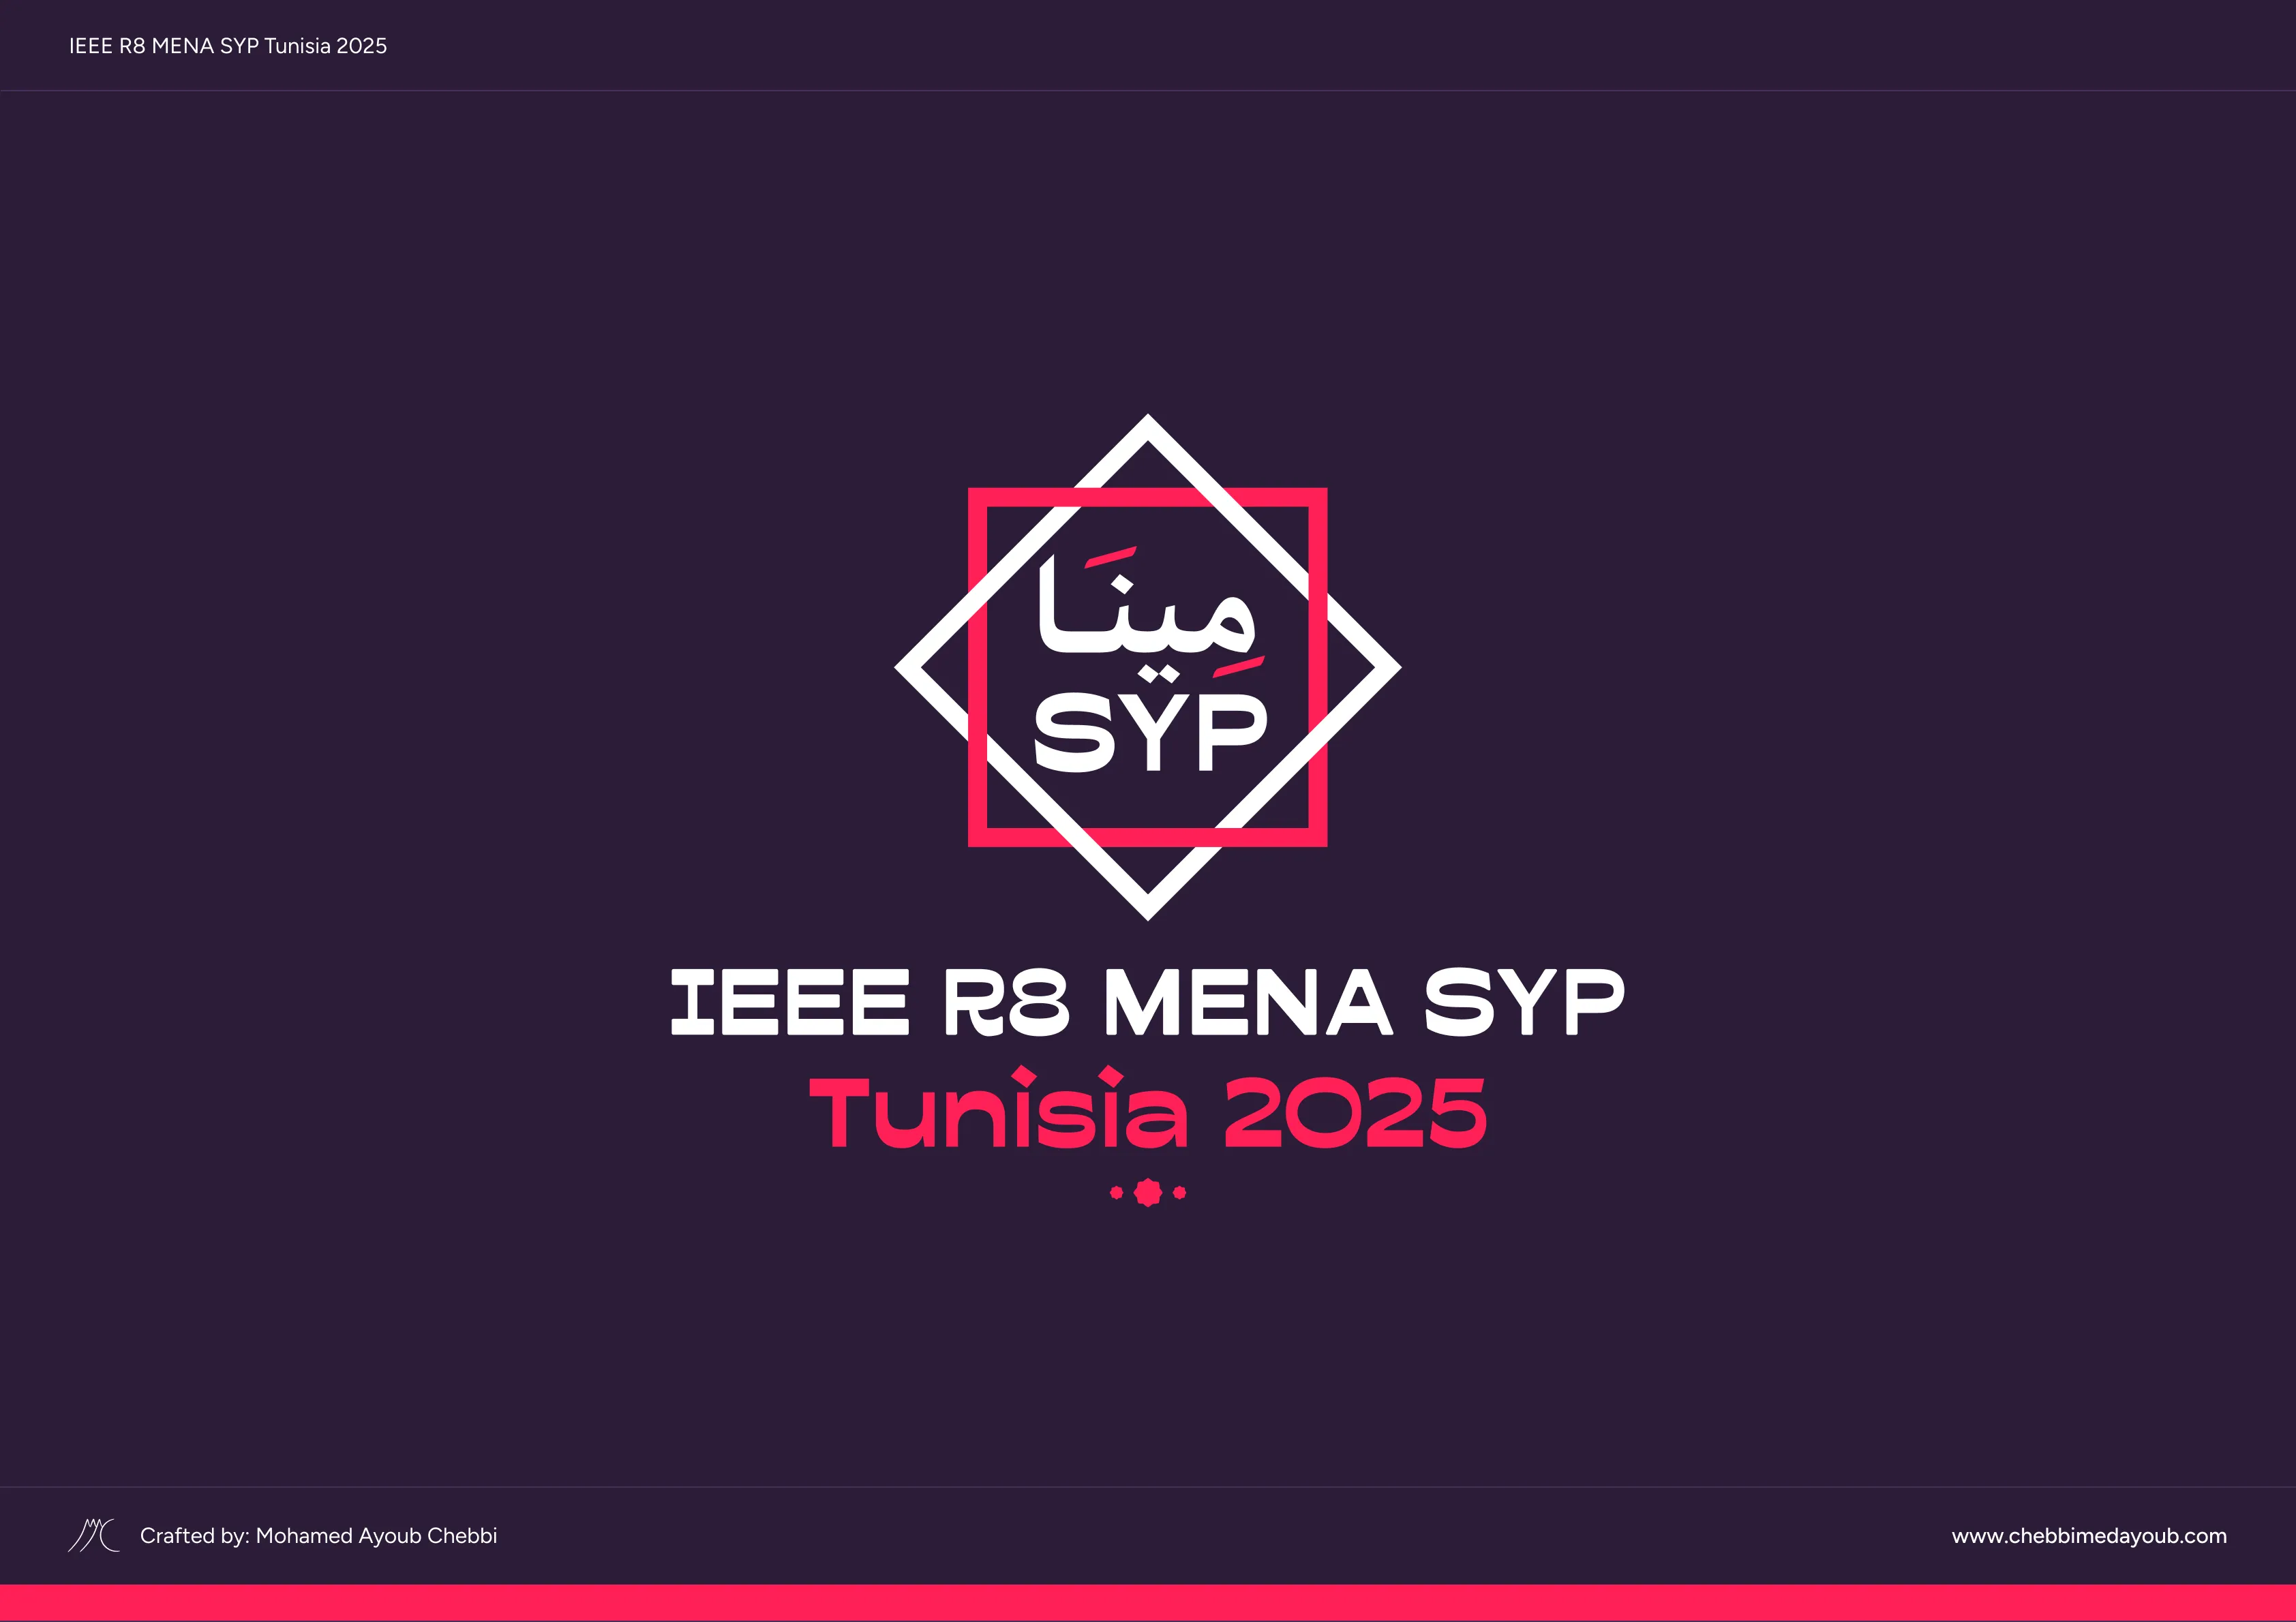 IEEE R8 MENA SYP Tunisia 2025
مِينَا
SYP
IEEE R8 MENA SYP
Tunisia 2025
Crafted by: Mohamed Ayoub Chebbi
www.chebbimedayoub.com